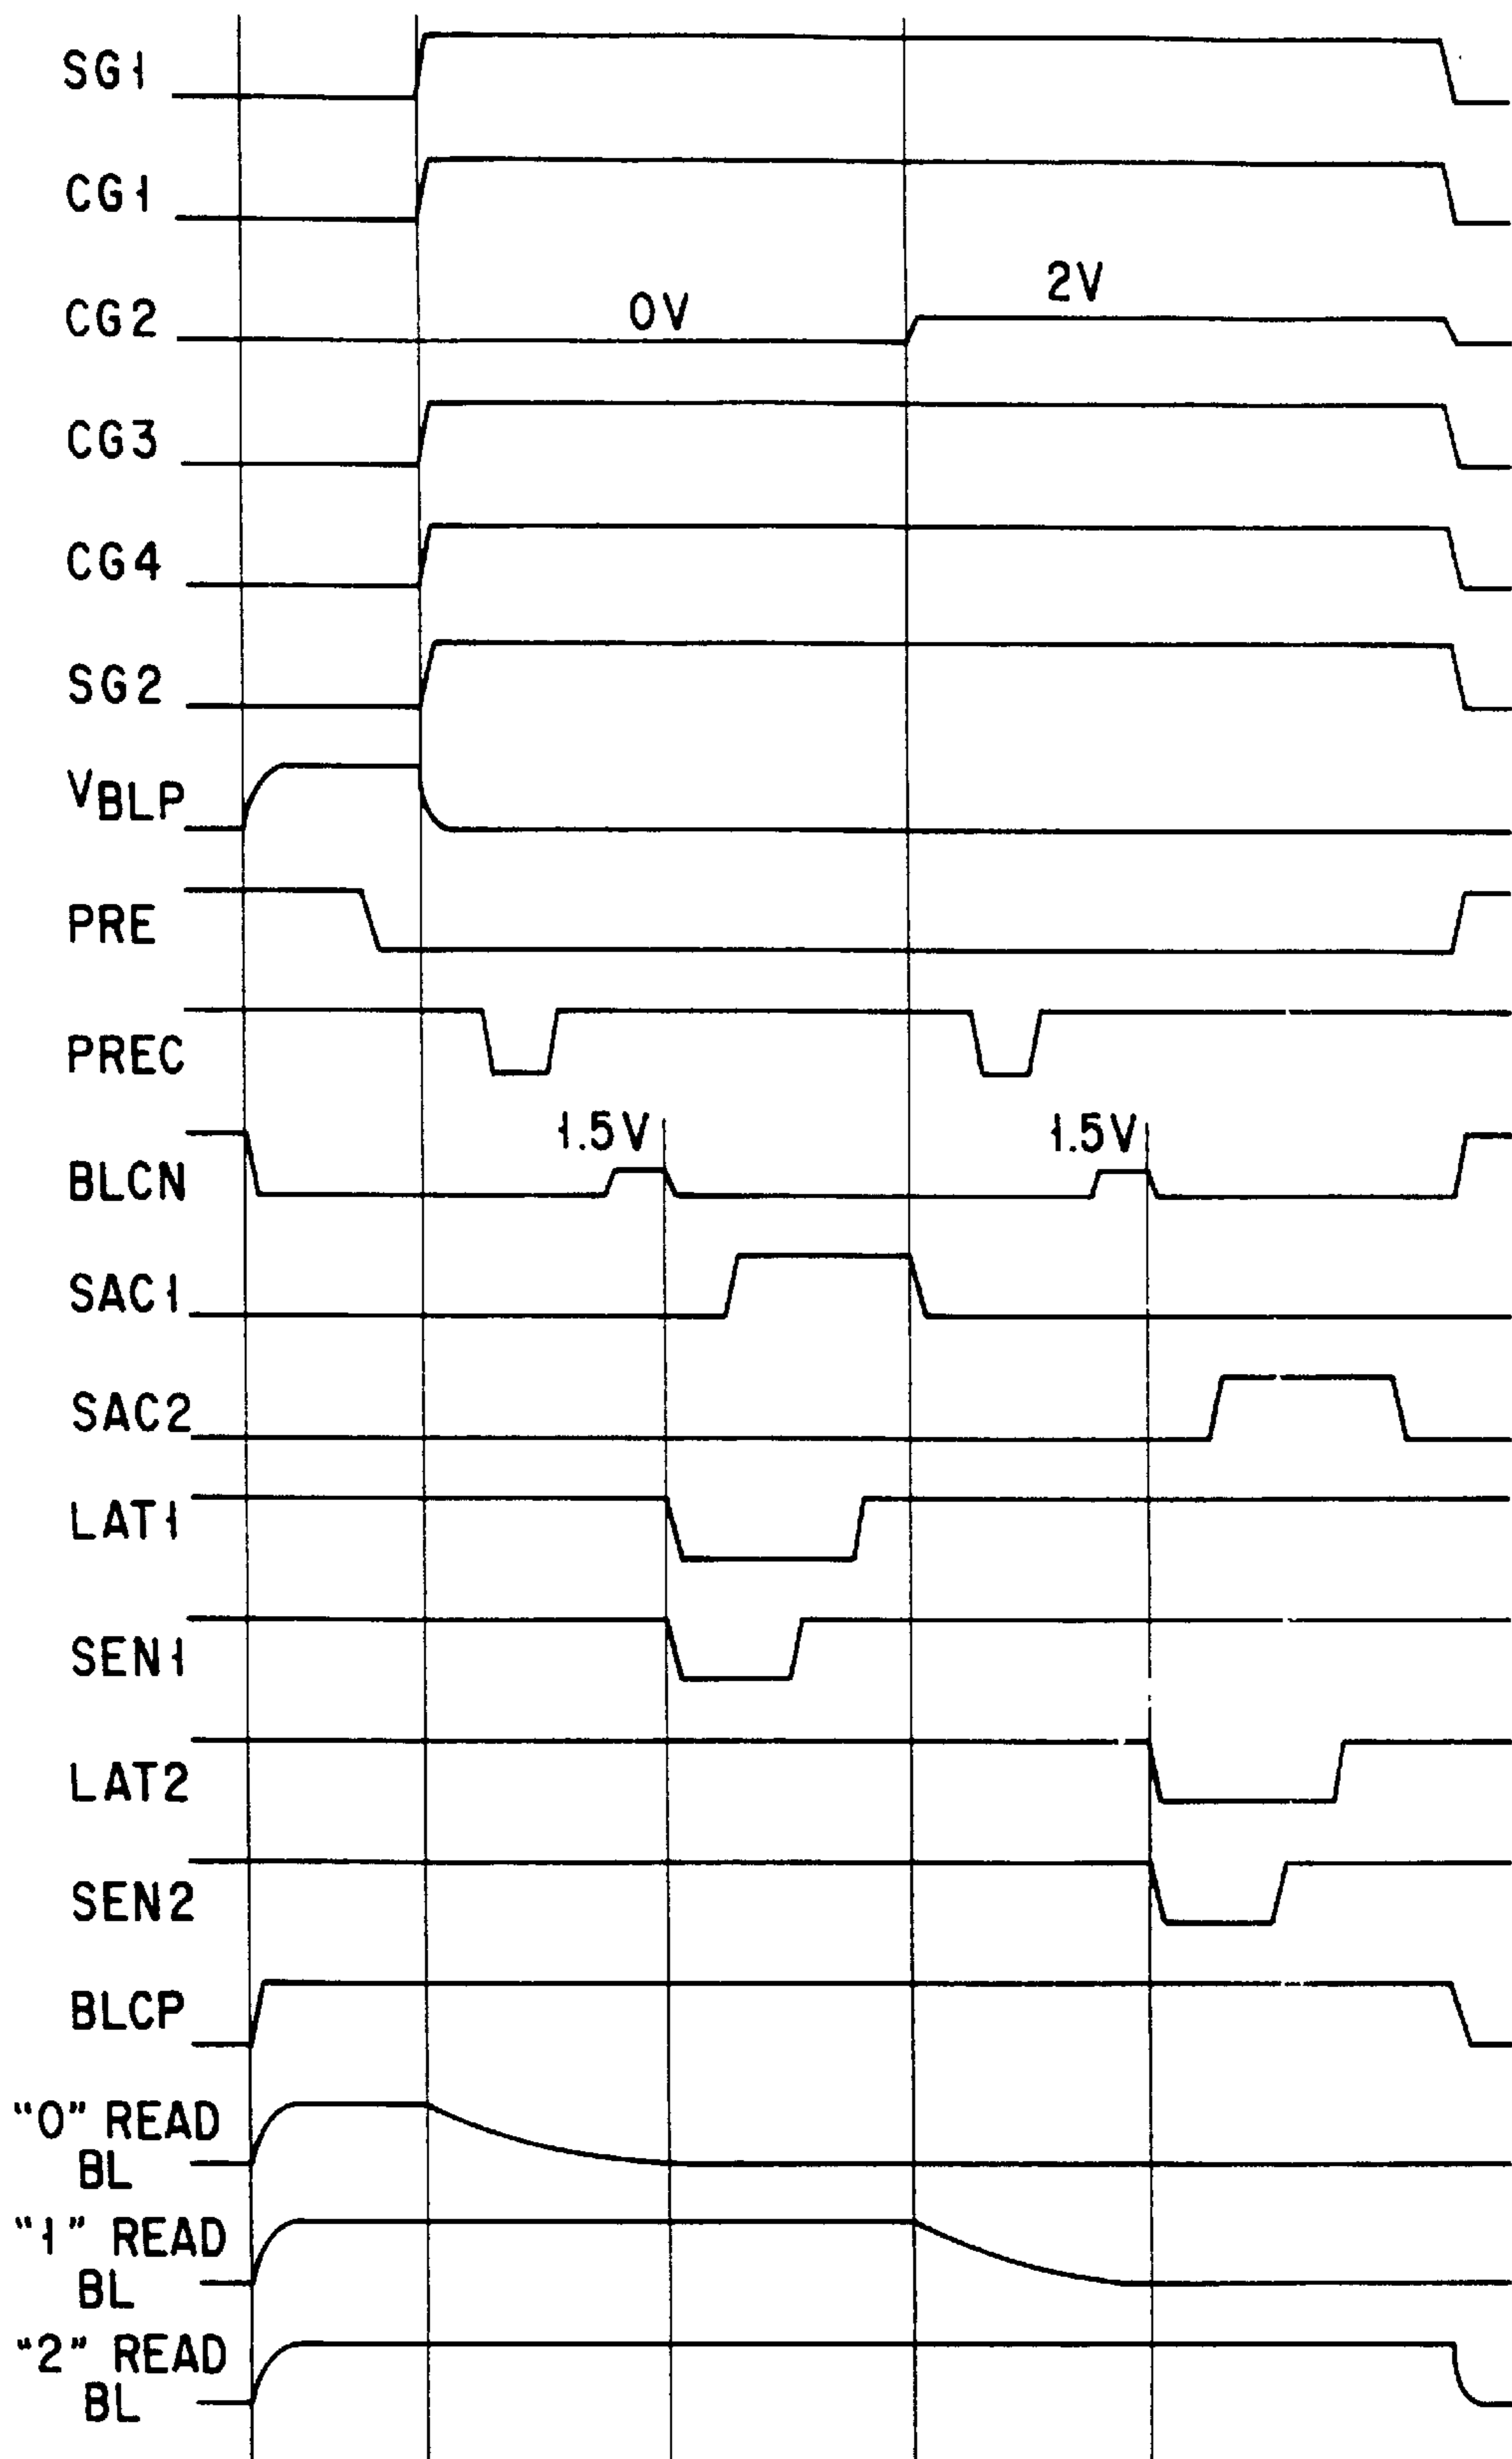 SG1
CG1
CG2
0V
2V
CG3
CG4
SG2
VBLP
PRE
PREC
BLCN
1.5V
1.5V
SAC1
SAC2
LAT1
SEN1
LAT2
SEN2
BLCP
"0" READ
BL
"1" READ
BL
"2" READ
BL